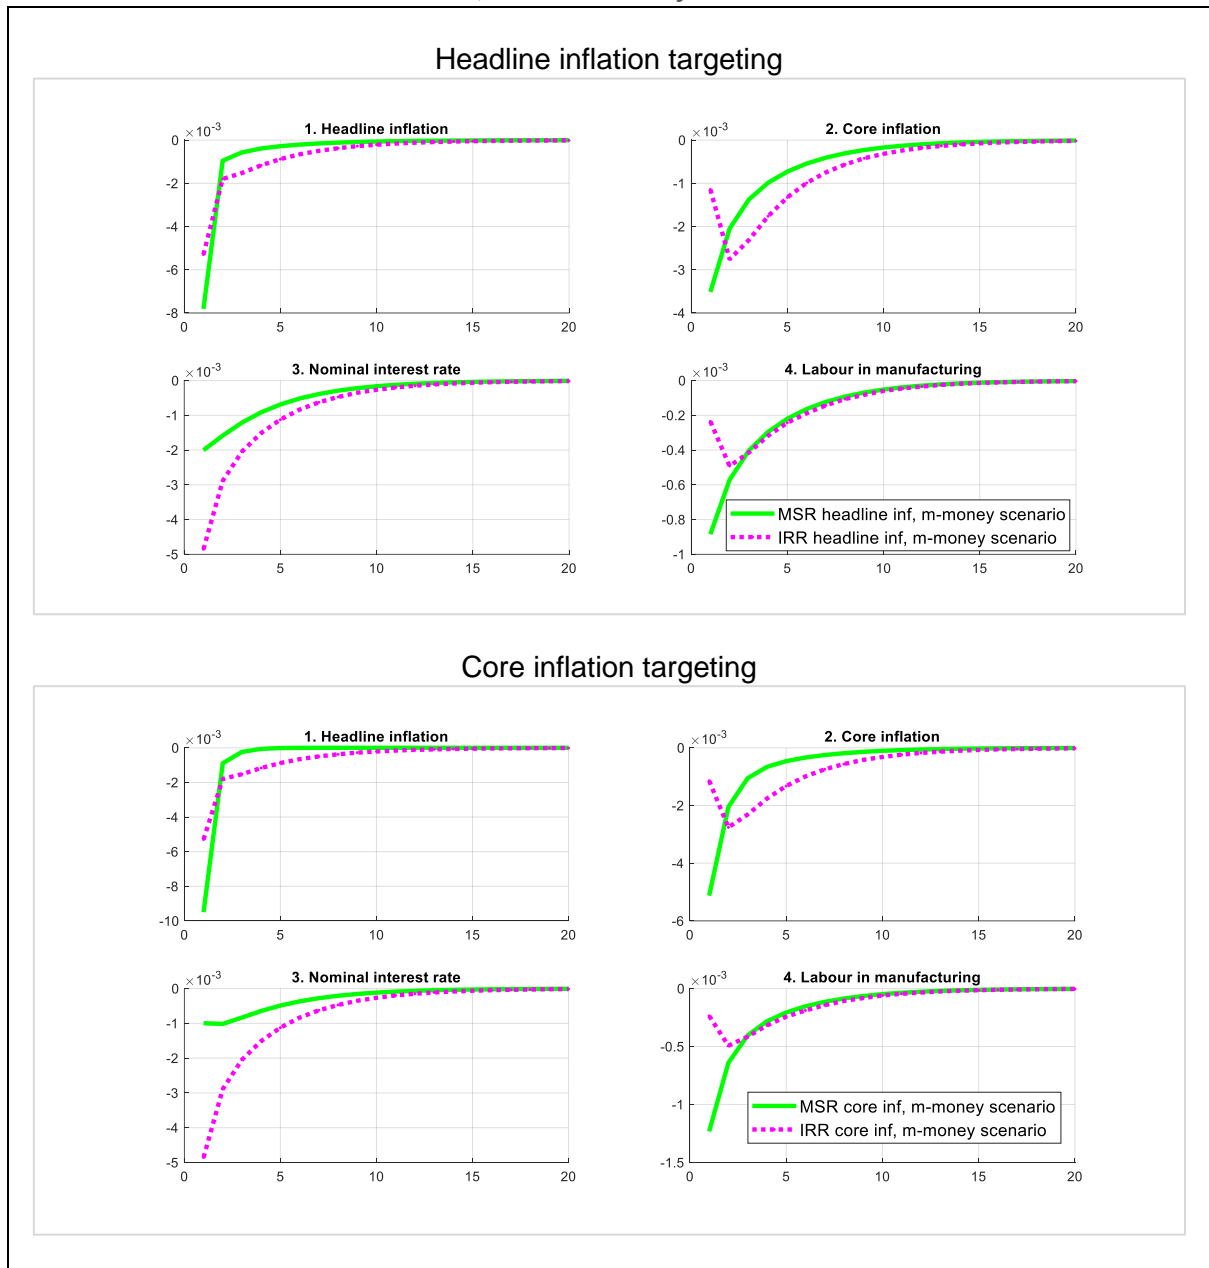 Headline inflation targeting
×10⁻³ 1. Headline inflation
0
-2
-4
-6
-8
0 5 10 15 20
×10⁻³ 2. Core inflation
0
-1
-2
-3
-4
0 5 10 15 20
×10⁻³ 3. Nominal interest rate
0
-1
-2
-3
-4
-5
0 5 10 15 20
×10⁻³ 4. Labour in manufacturing
0
-0.2
-0.4
-0.6
-0.8
-1
MSR headline inf, m-money scenario
IRR headline inf, m-money scenario
0 5 10 15 20
Core inflation targeting
×10⁻³ 1. Headline inflation
0
-2
-4
-6
-8
-10
0 5 10 15 20
×10⁻³ 2. Core inflation
0
-2
-4
-6
0 5 10 15 20
×10⁻³ 3. Nominal interest rate
0
-1
-2
-3
-4
-5
0 5 10 15 20
×10⁻³ 4. Labour in manufacturing
0
-0.5
-1
-1.5
MSR core inf, m-money scenario
IRR core inf, m-money scenario
0 5 10 15 20